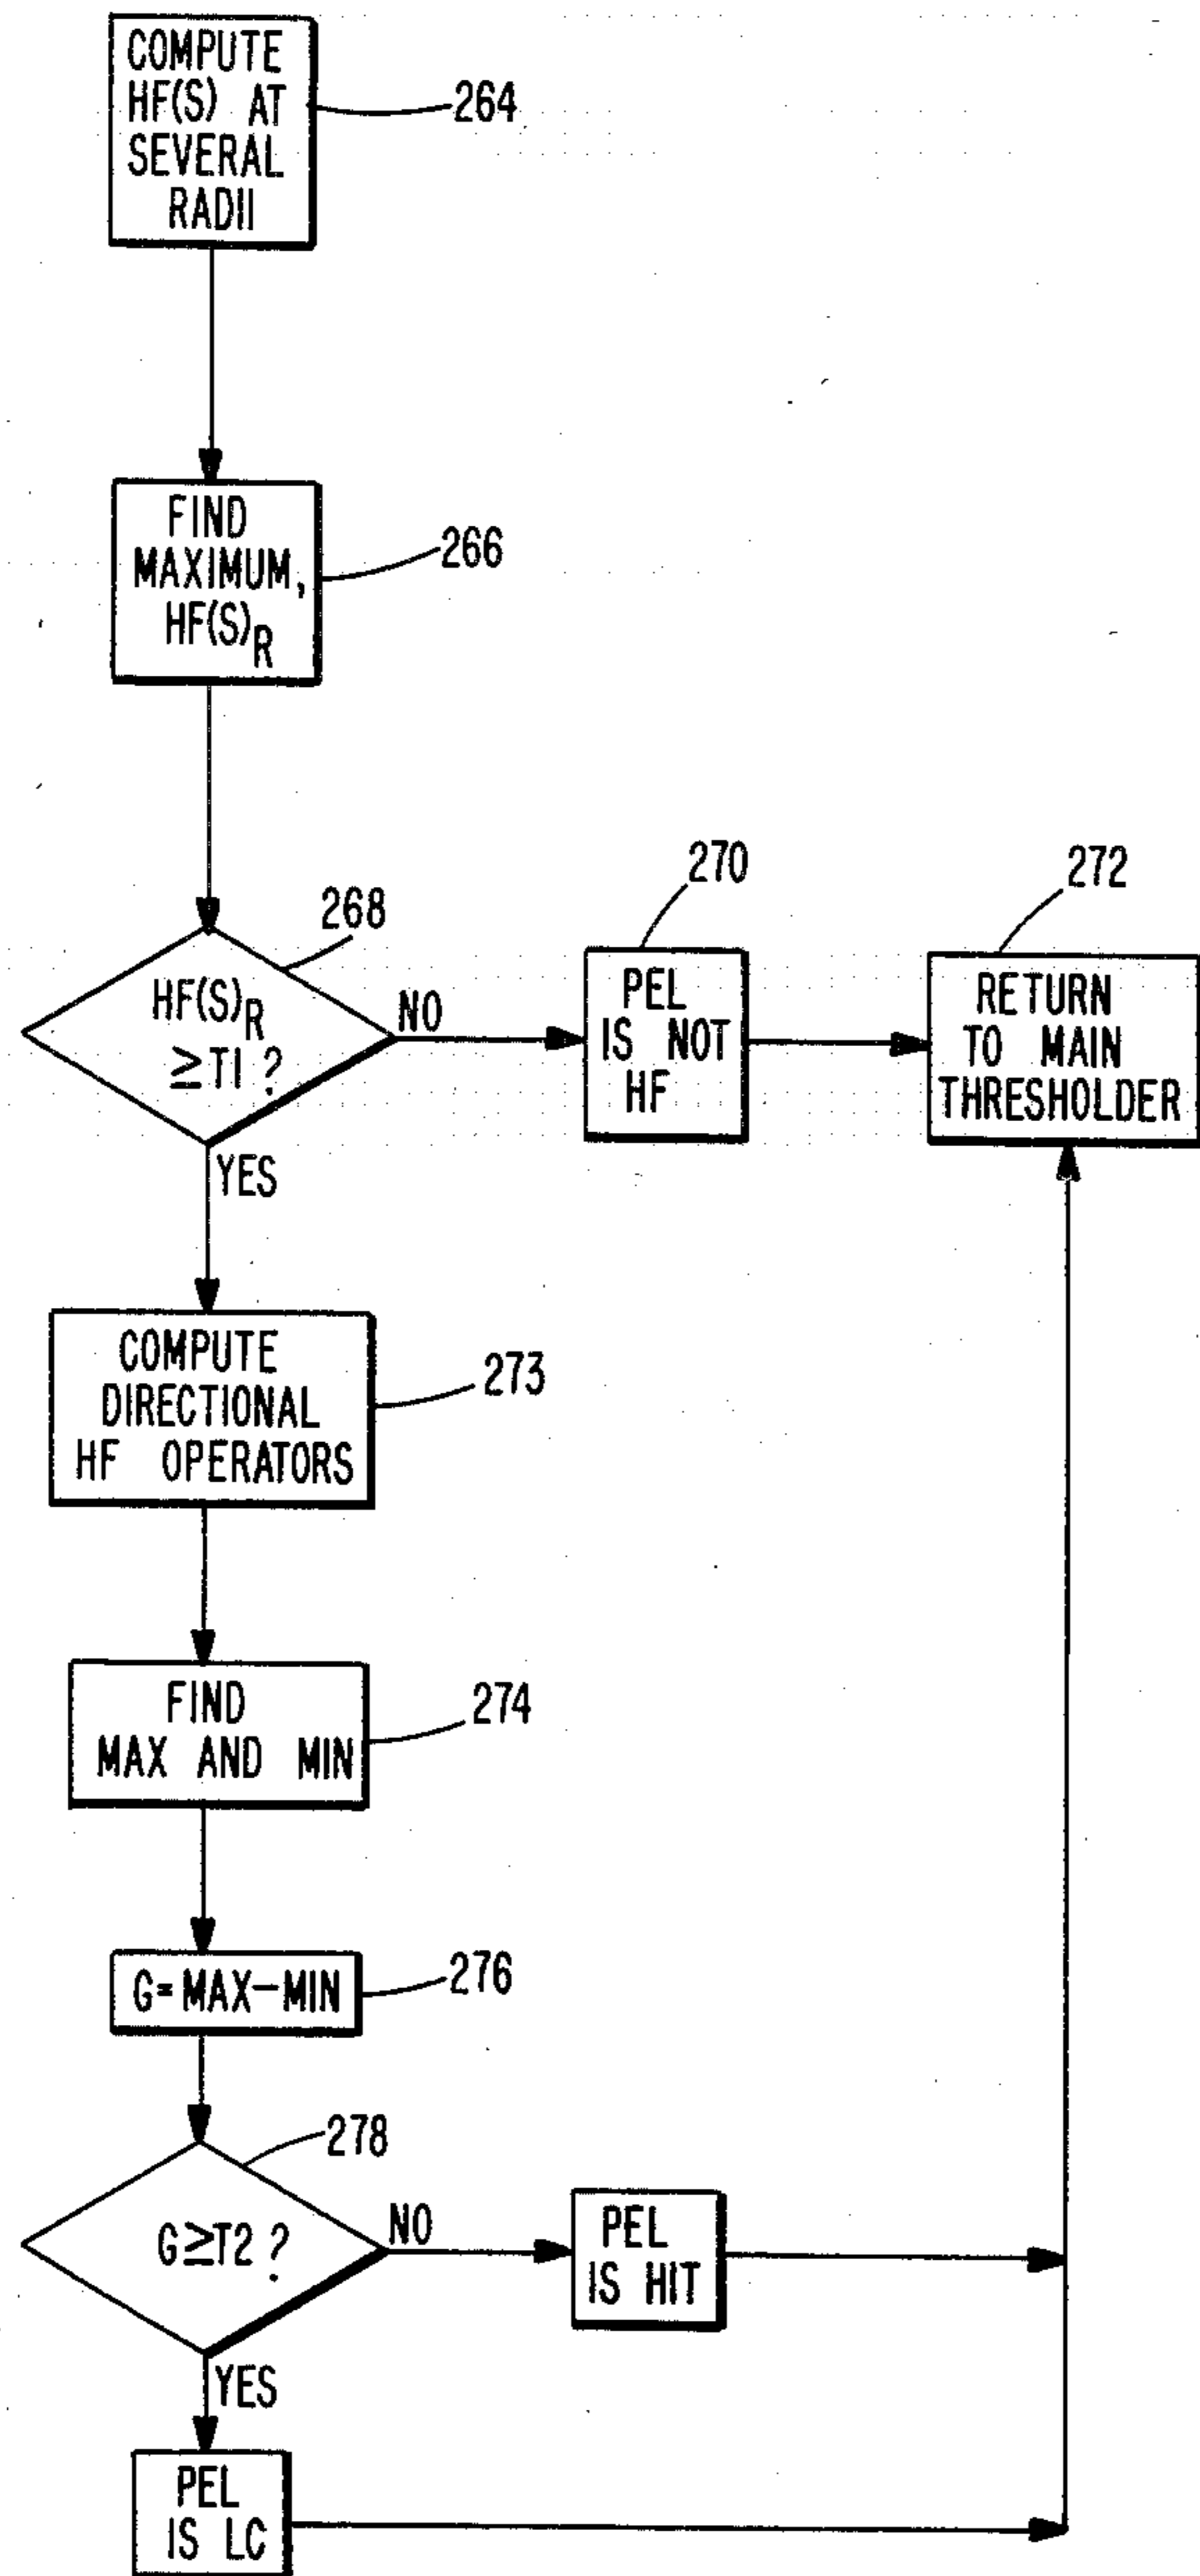 COMPUTE
HF(S) AT
SEVERAL
RADII
264
FIND
MAXIMUM,
HF(S)R
266
268
HF(S)R
≥T1?
NO
YES
270
PEL
IS NOT
HF
272
RETURN
TO MAIN
THRESHOLDER
COMPUTE
DIRECTIONAL
HF OPERATORS
273
FIND
MAX AND MIN
274
G=MAX-MIN
276
278
G≥T2?
NO
YES
PEL
IS HIT
PEL
IS LC